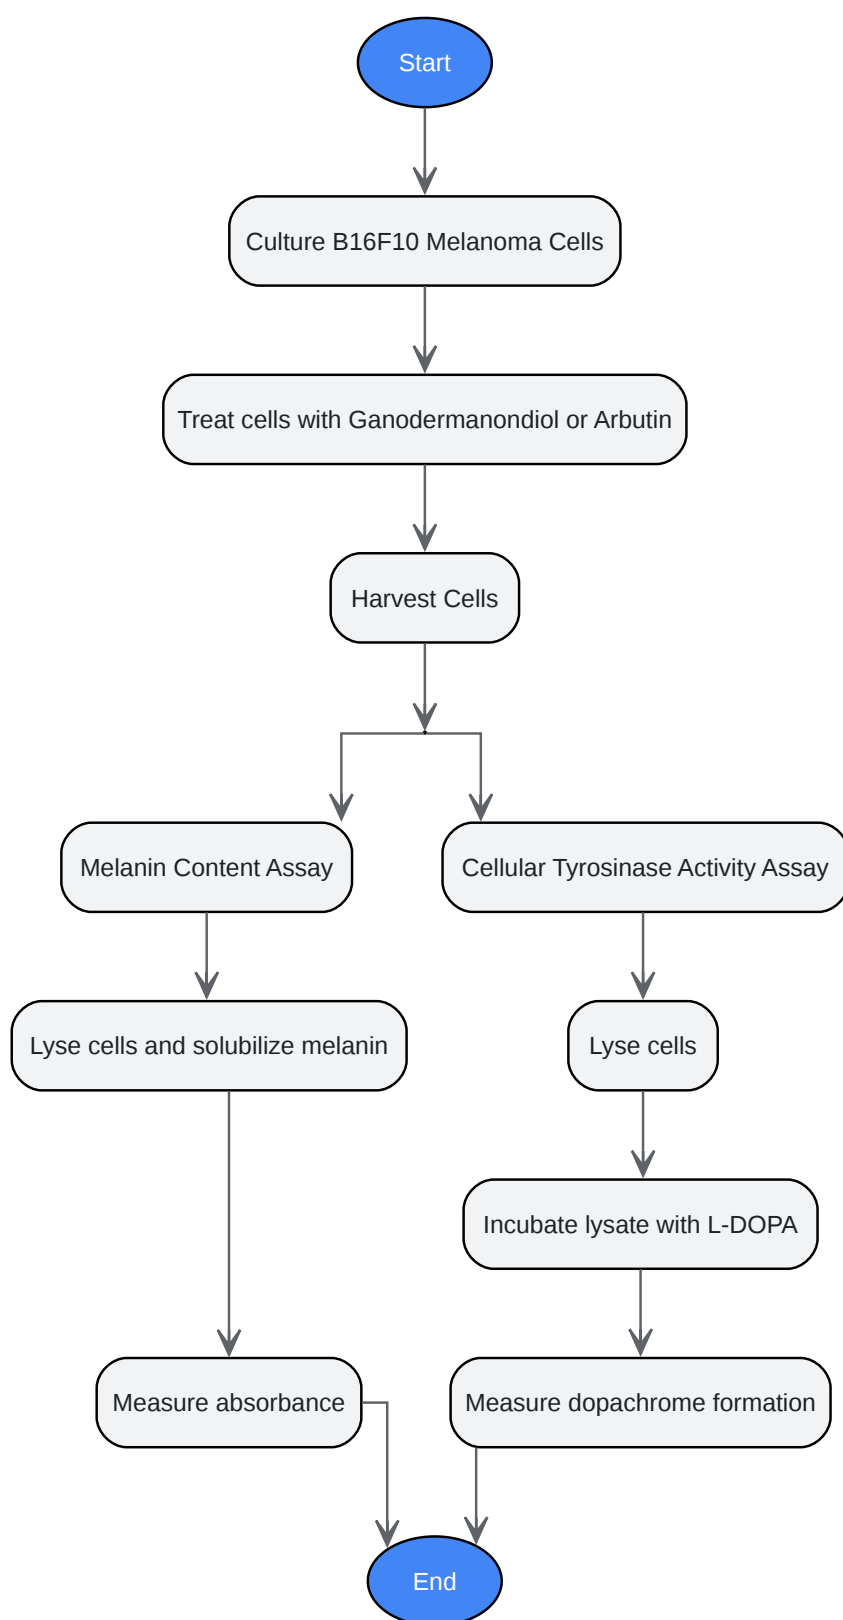 Start
Culture B16F10 Melanoma Cells
Treat cells with Ganodermanondiol or Arbutin
Harvest Cells
Melanin Content Assay
Cellular Tyrosinase Activity Assay
Lyse cells and solubilize melanin
Lyse cells
Incubate lysate with L-DOPA
Measure absorbance
Measure dopachrome formation
End